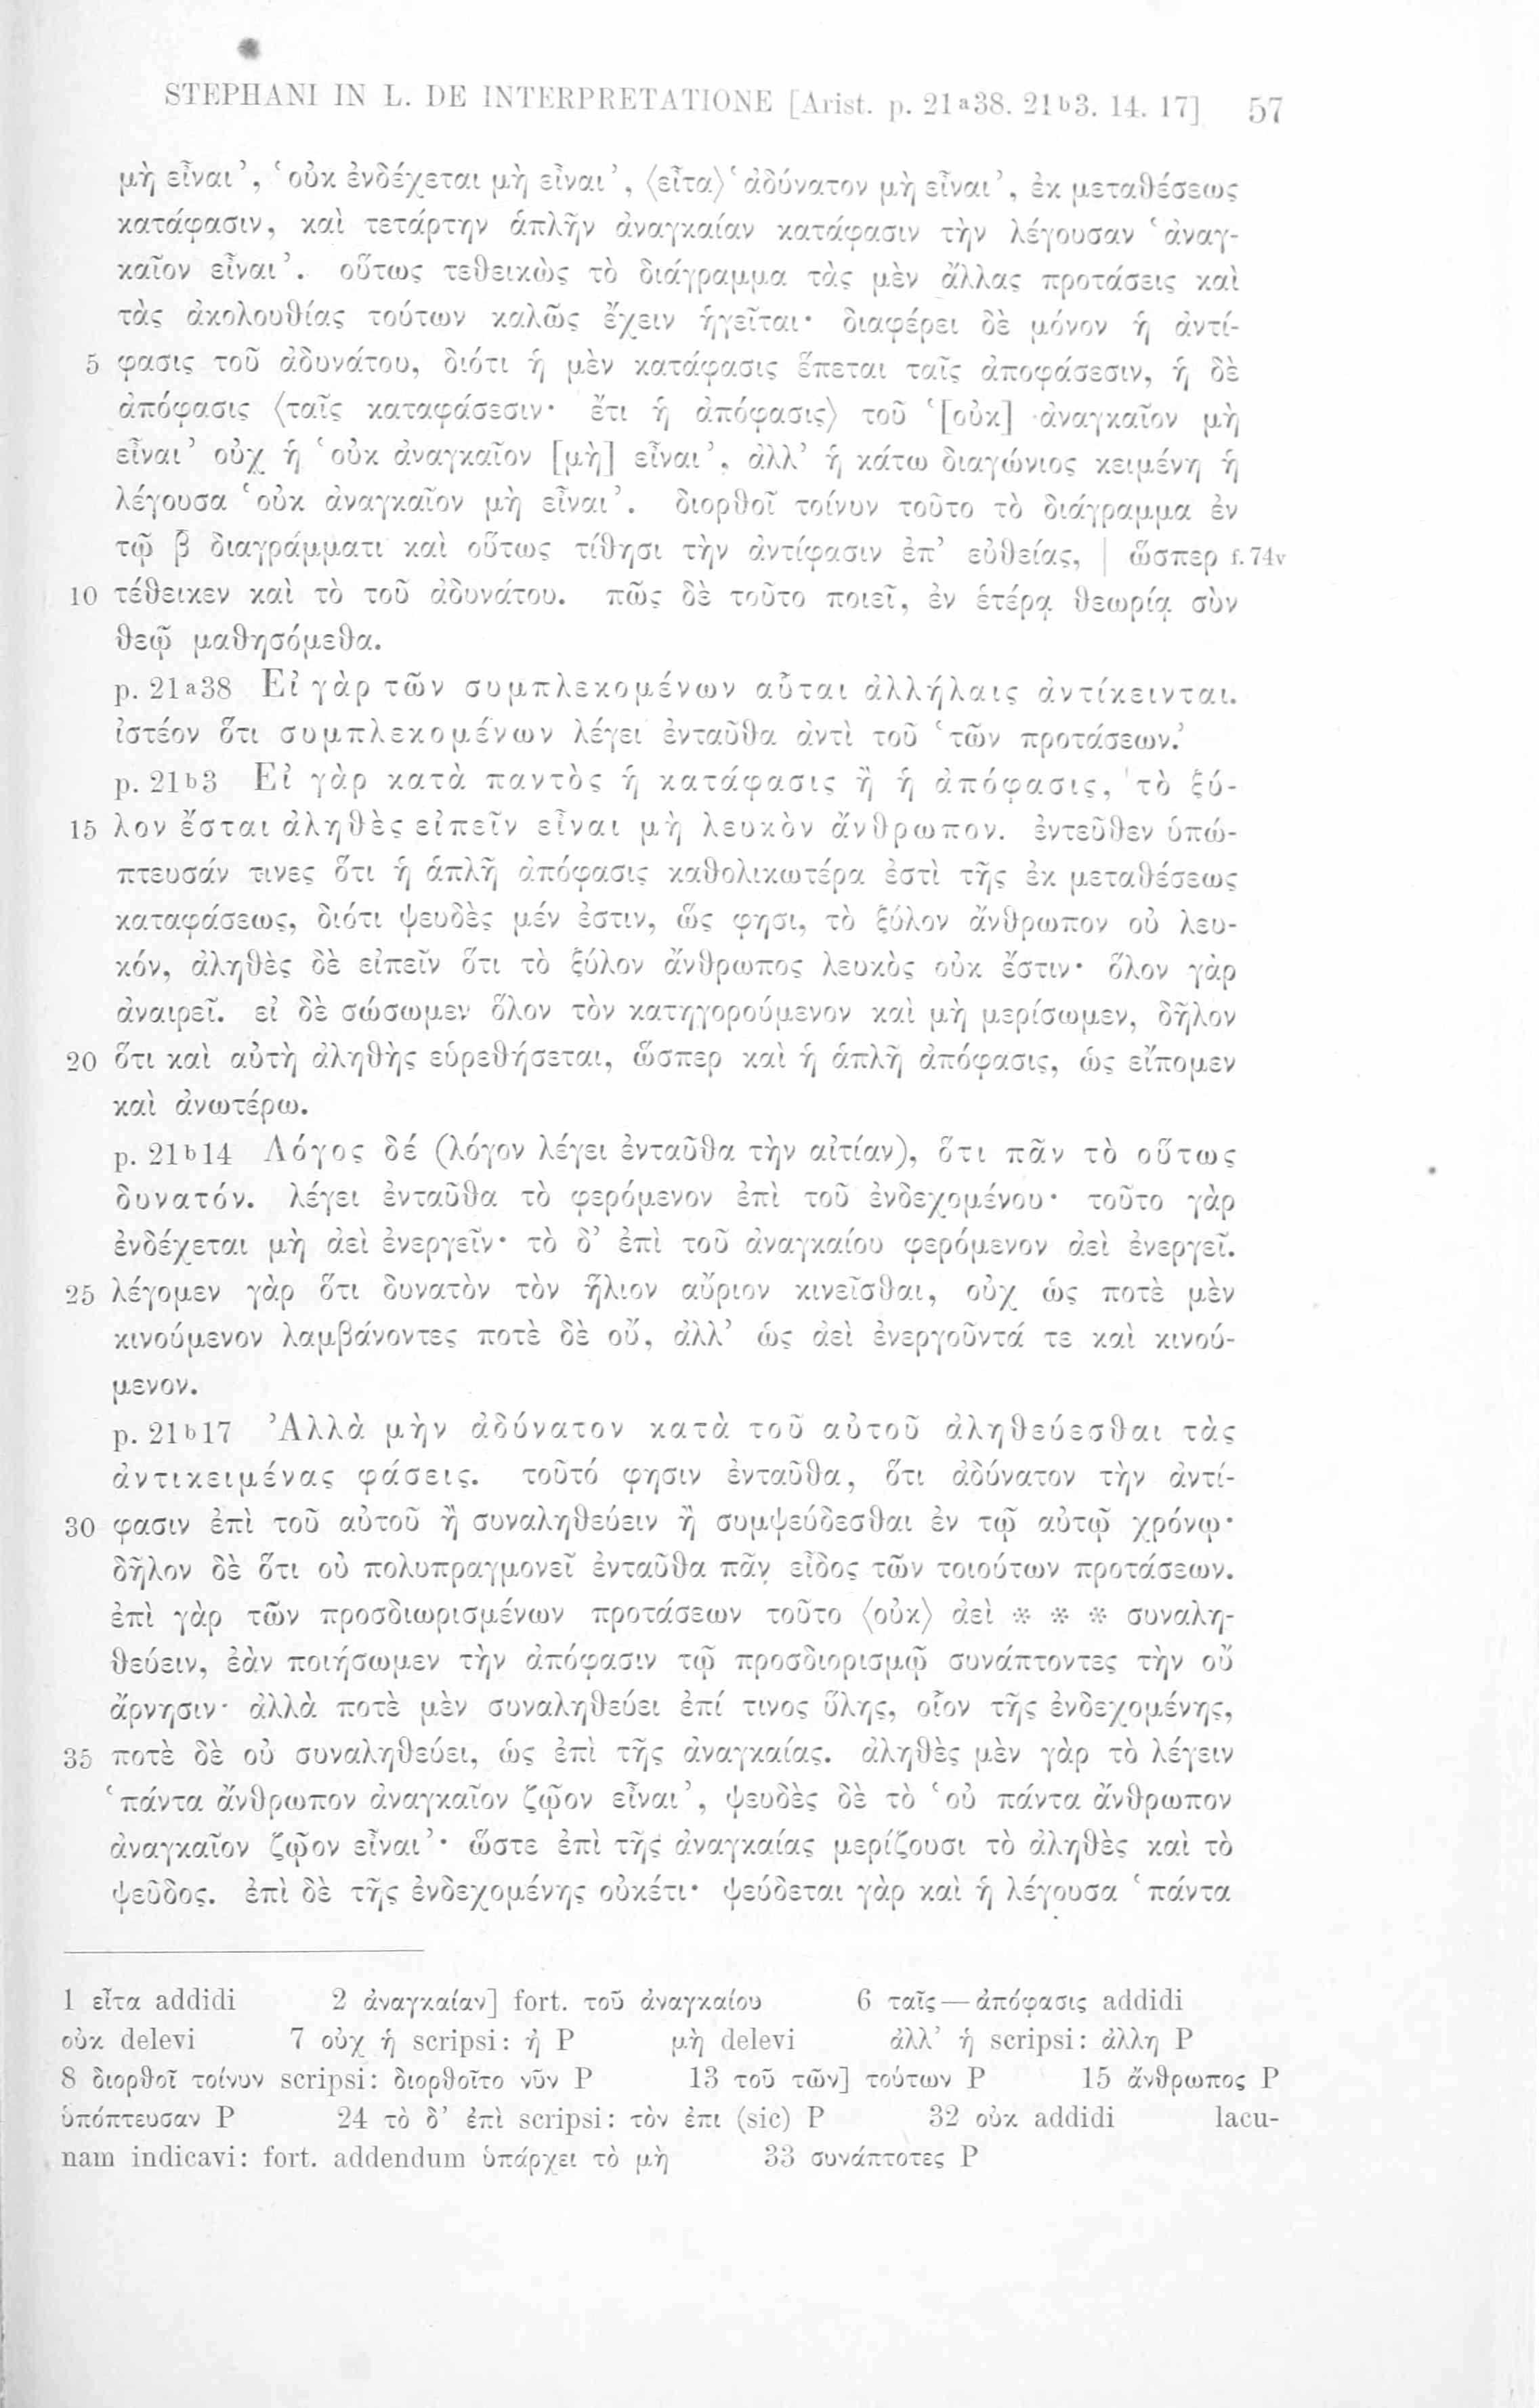 STEPHANI IN L. DE INTERPRETATIONE [Arist. p. 21a38. 21b3. 14. 17] 57
μὴ εἶναι’, ‘οὐκ ἐνδέχεται μὴ εἶναι’, ⟨εἶτα⟩ ‘ἀδύνατον μὴ εἶναι’, ἐκ μεταθέσεως
κατάφασιν, καὶ τετάρτην ἁπλῆν ἀναγκαίαν κατάφασιν τὴν λέγουσαν ‘ἀναγ-
καῖον εἶναι’. οὕτως τεθεικὼς τὸ διάγραμμα τὰς μὲν ἄλλας προτάσεις καὶ
τὰς ἀκολουθίας τούτων καλῶς ἔχειν ἡγεῖται· διαφέρει δὲ μόνον ἡ ἀντί-
5 φασις τοῦ ἀδυνάτου, διότι ἡ μὲν κατάφασις ἕπεται ταῖς ἀποφάσεσιν, ἡ δὲ
ἀπόφασις ⟨ταῖς καταφάσεσιν· ἔτι ἡ ἀπόφασις⟩ τοῦ ‘[οὐκ] ἀναγκαῖον μὴ
εἶναι’ οὐχ ἡ ‘οὐκ ἀναγκαῖον [μὴ] εἶναι’, ἀλλ’ ἡ κάτω διαγώνιος κειμένη ἡ
λέγουσα ‘οὐκ ἀναγκαῖον μὴ εἶναι’. διορθοῖ τοίνυν τοῦτο τὸ διάγραμμα ἐν
τῷ β διαγράμματι καὶ οὕτως τίθησι τὴν ἀντίφασιν ἐπ’ εὐθείας, | ὥσπερ f. 74v
10 τέθεικεν καὶ τὸ τοῦ ἀδυνάτου. πῶς δὲ τοῦτο ποιεῖ, ἐν ἑτέρᾳ θεωρίᾳ σὺν
θεῷ μαθησόμεθα.
p. 21a38 Εἰ γὰρ τῶν συμπλεκομένων αὗται ἀλλήλαις ἀντίκεινται.
ἰστέον ὅτι συμπλεκομένων λέγει ἐνταῦθα ἀντὶ τοῦ ‘τῶν προτάσεων.’
p. 21b3 Εἰ γὰρ κατὰ παντὸς ἡ κατάφασις ἢ ἡ ἀπόφασις, τὸ ξύ-
15 λον ἔσται ἀληθὲς εἰπεῖν εἶναι μὴ λευκὸν ἄνθρωπον. ἐντεῦθεν ὑπώ-
πτευσάν τινες ὅτι ἡ ἁπλῆ ἀπόφασις καθολικωτέρα ἐστὶ τῆς ἐκ μεταθέσεως
καταφάσεως, διότι ψευδὲς μέν ἐστιν, ὥς φησι, τὸ ξύλον ἄνθρωπον οὐ λευ-
κόν, ἀληθὲς δὲ εἰπεῖν ὅτι τὸ ξύλον ἄνθρωπος λευκὸς οὐκ ἔστιν· ὅλον γὰρ
ἀναιρεῖ. εἰ δὲ σώσωμεν ὅλον τὸν κατηγορούμενον καὶ μὴ μερίσωμεν, δῆλον
20 ὅτι καὶ αὐτὴ ἀληθὴς εὑρεθήσεται, ὥσπερ καὶ ἡ ἁπλῆ ἀπόφασις, ὡς εἴπομεν
καὶ ἀνωτέρω.
p. 21b14 Λόγος δέ (λόγον λέγει ἐνταῦθα τὴν αἰτίαν), ὅτι πᾶν τὸ οὕτως
δυνατόν. λέγει ἐνταῦθα τὸ φερόμενον ἐπὶ τοῦ ἐνδεχομένου· τοῦτο γὰρ
ἐνδέχεται μὴ ἀεὶ ἐνεργεῖν· τὸ δ’ ἐπὶ τοῦ ἀναγκαίου φερόμενον ἀεὶ ἐνεργεῖ.
25 λέγομεν γὰρ ὅτι δυνατὸν τὸν ἥλιον αὔριον κινεῖσθαι, οὐχ ὡς ποτὲ μὲν
κινούμενον λαμβάνοντες ποτὲ δὲ οὔ, ἀλλ’ ὡς ἀεὶ ἐνεργοῦντά τε καὶ κινού-
μενον.
p. 21b17 Ἀλλὰ μὴν ἀδύνατον κατὰ τοῦ αὐτοῦ ἀληθεύεσθαι τὰς
ἀντικειμένας φάσεις. τοῦτό φησιν ἐνταῦθα, ὅτι ἀδύνατον τὴν ἀντί-
30 φασιν ἐπὶ τοῦ αὐτοῦ ἢ συναληθεύειν ἢ συμψεύδεσθαι ἐν τῷ αὐτῷ χρόνῳ·
δῆλον δὲ ὅτι οὐ πολυπραγμονεῖ ἐνταῦθα πᾶν εἶδος τῶν τοιούτων προτάσεων.
ἐπὶ γὰρ τῶν προσδιωρισμένων προτάσεων τοῦτο ⟨οὐκ⟩ ἀεὶ * * * συναλη-
θεύειν, ἐὰν ποιήσωμεν τὴν ἀπόφασιν τῷ προσδιορισμῷ συνάπτοντες τὴν οὔ
ἄρνησιν· ἀλλὰ ποτὲ μὲν συναληθεύει ἐπί τινος ὕλης, οἷον τῆς ἐνδεχομένης,
35 ποτὲ δὲ οὐ συναληθεύει, ὡς ἐπὶ τῆς ἀναγκαίας. ἀληθὲς μὲν γὰρ τὸ λέγειν
‘πάντα ἄνθρωπον ἀναγκαῖον ζῷον εἶναι’, ψευδὲς δὲ τὸ ‘οὐ πάντα ἄνθρωπον
ἀναγκαῖον ζῷον εἶναι’· ὥστε ἐπὶ τῆς ἀναγκαίας μερίζουσι τὸ ἀληθὲς καὶ τὸ
ψεῦδος. ἐπὶ δὲ τῆς ἐνδεχομένης οὐκέτι· ψεύδεται γὰρ καὶ ἡ λέγουσα ‘πάντα
1 εἶτα addidi 2 ἀναγκαίαν] fort. τοῦ ἀναγκαίου 6 ταῖς—ἀπόφασις addidi
οὐκ delevi 7 οὐχ ἡ scripsi: ἡ P μὴ delevi ἀλλ’ ἡ scripsi: ἄλλη P
8 διορθοῖ τοίνυν scripsi: διορθοῖτο νῦν P 13 τοῦ τῶν] τούτων P 15 ἄνθρωπος P
ὑπόπτευσαν P 24 τὸ δ’ ἐπὶ scripsi: τὸν ἐπι (sic) P 32 οὐκ addidi lacu-
nam indicavi: fort. addendum ὑπάρχει τὸ μὴ 33 συνάπτοτες P